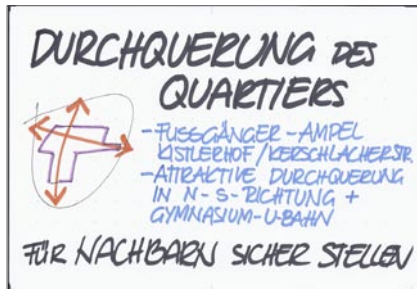 DURCHQUERUNG DES
QUARTIERS
-FUSSGÄNGER-AMPEL
KISTLERHOF/KERSCHLACHERSTR.
-ATTRAKTIVE DURCHQUERUNG
IN N-S-RICHTUNG +
GYMNASIUM-U-BAHN
FÜR NACHBARN SICHER STELLEN